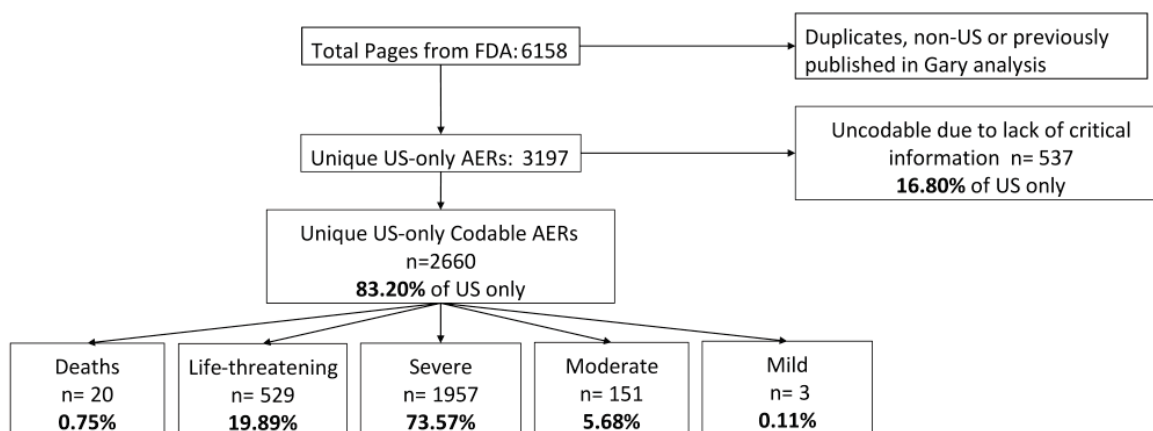 Total Pages from FDA: 6158
Duplicates, non-US or previously
published in Gary analysis
Unique US-only AERs: 3197
Uncodable due to lack of critical
information n= 537
16.80% of US only
Unique US-only Codable AERs
n=2660
83.20% of US only
Deaths
n= 20
0.75%
Life-threatening
n= 529
19.89%
Severe
n= 1957
73.57%
Moderate
n= 151
5.68%
Mild
n= 3
0.11%